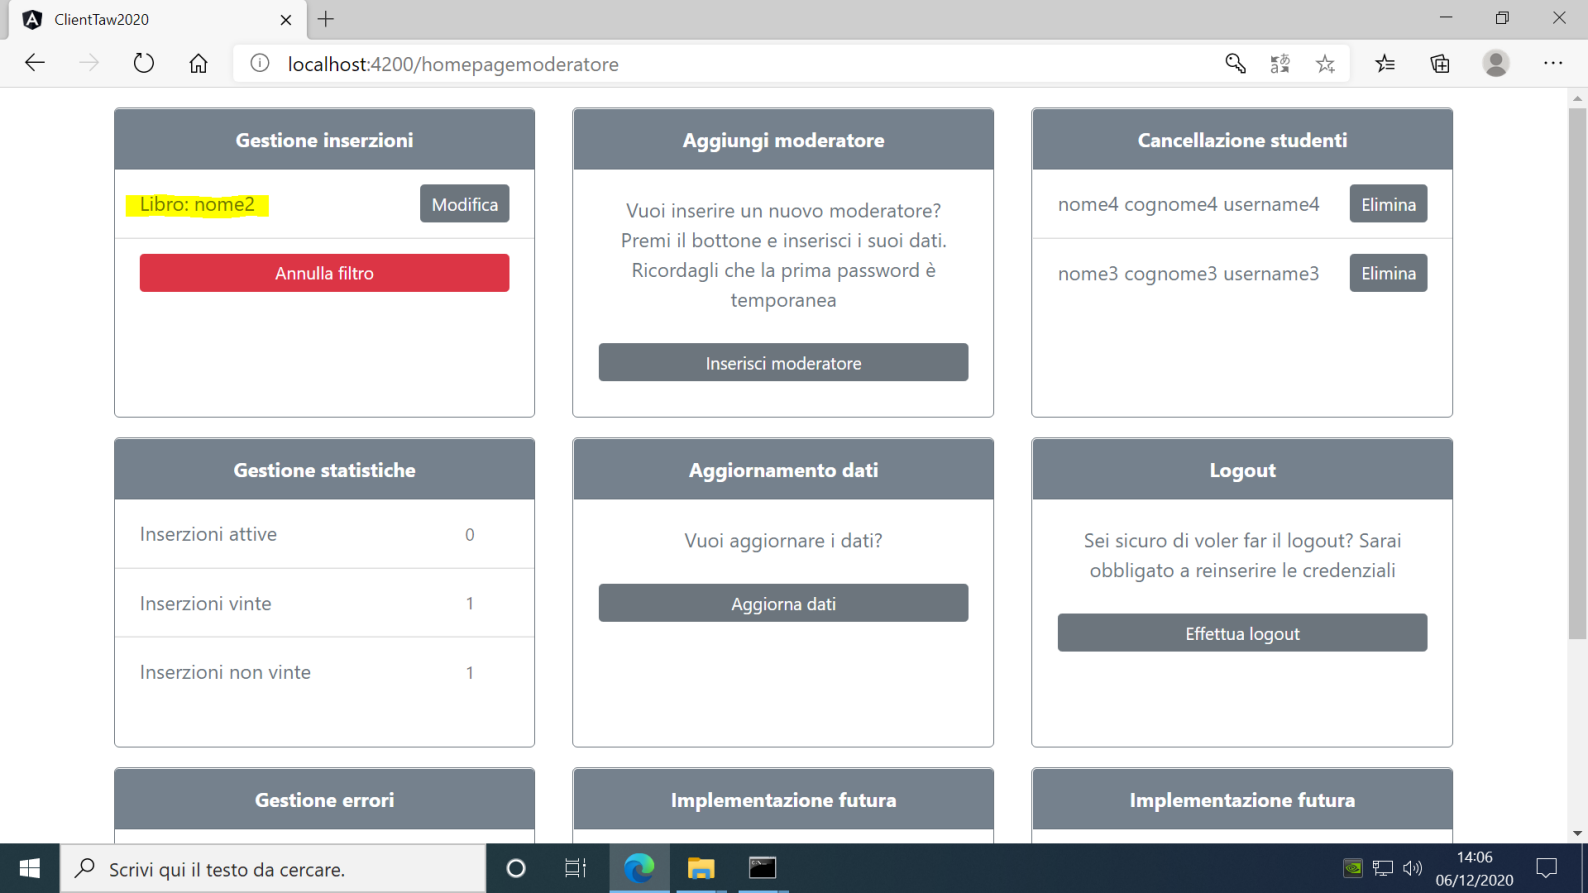 ClientTaw2020
localhost:4200/homepagemoderatore
Gestione inserzioni
Libro: nome2
Modifica
Annulla filtro
Aggiungi moderatore
Vuoi inserire un nuovo moderatore?
Premi il bottone e inserisci i suoi dati.
Ricordagli che la prima password è
temporanea
Inserisci moderatore
Cancellazione studenti
nome4 cognome4 username4
Elimina
nome3 cognome3 username3
Elimina
Gestione statistiche
Inserzioni attive 0
Inserzioni vinte 1
Inserzioni non vinte 1
Aggiornamento dati
Vuoi aggiornare i dati?
Aggiorna dati
Logout
Sei sicuro di voler far il logout? Sarai
obbligato a reinserire le credenziali
Effettua logout
Gestione errori
Implementazione futura
Implementazione futura
Scrivi qui il testo da cercare.
14:06
06/12/2020